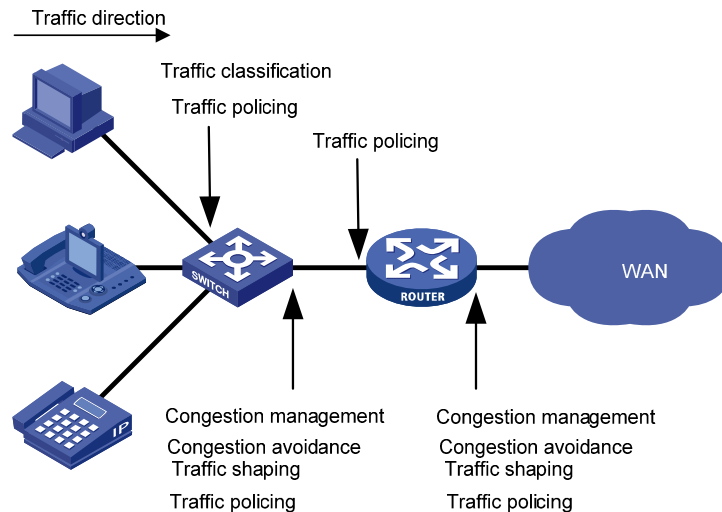 Traffic direction
Traffic classification
Traffic policing
Traffic policing
SWITCH
ROUTER
WAN
IP
Congestion management
Congestion avoidance
Traffic shaping
Traffic policing
Congestion management
Congestion avoidance
Traffic shaping
Traffic policing